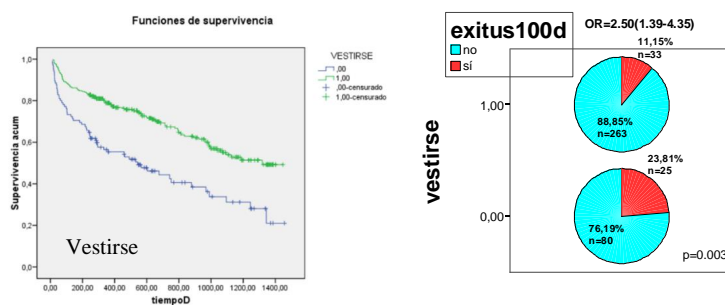 Funciones de supervivencia
VESTIRSE
,00
1,00
,00-censurado
1,00-censurado
Supervivencia acum
1,0
0,8
0,6
0,4
0,2
0,0
Vestirse
,00 200,00 400,00 600,00 800,00 1000,00 1200,00 1400,00
tiempoD
exitus100d
no
sí
OR=2.50(1.39-4.35)
vestirse
1,00
11,15%
n=33
88,85%
n=263
0,00
23,81%
n=25
76,19%
n=80
p=0.003